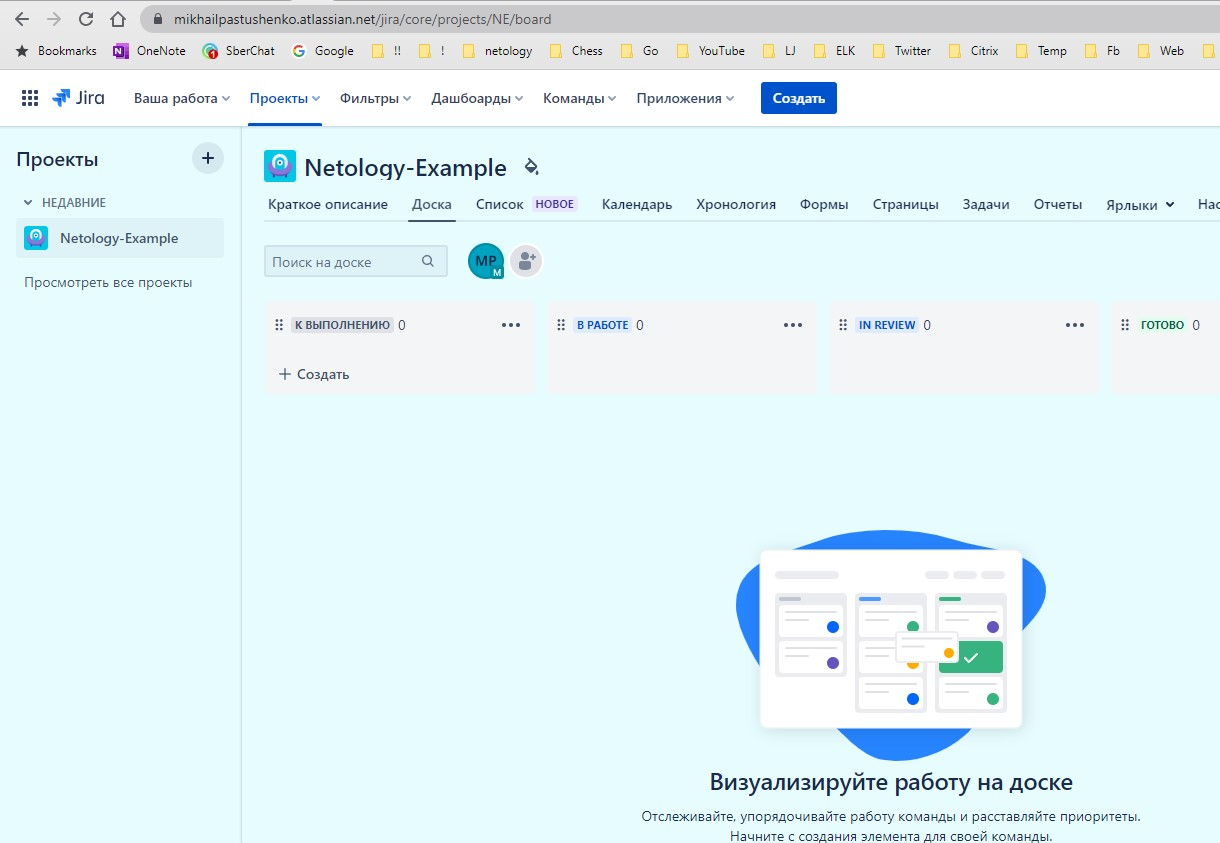 mikhailpastushenko.atlassian.net/jira/core/projects/NE/board
Bookmarks OneNote SberChat Google !! ! netology Chess Go YouTube LJ ELK Twitter Citrix Temp Fb Web
Jira Ваша работа Проекты Фильтры Дашборды Команды Приложения Создать
Проекты
НЕДАВНИЕ
Netology-Example
Просмотреть все проекты
Netology-Example
Краткое описание Доска Список НОВОЕ Календарь Хронология Формы Страницы Задачи Отчеты Ярлыки Нас
Поиск на доске MP M
К ВЫПОЛНЕНИЮ 0 В РАБОТЕ 0 IN REVIEW 0 ГОТОВО 0
Создать
Визуализируйте работу на доске
Отслеживайте, упорядочивайте работу команды и расставляйте приоритеты.
Начните с создания элемента для своей команды.